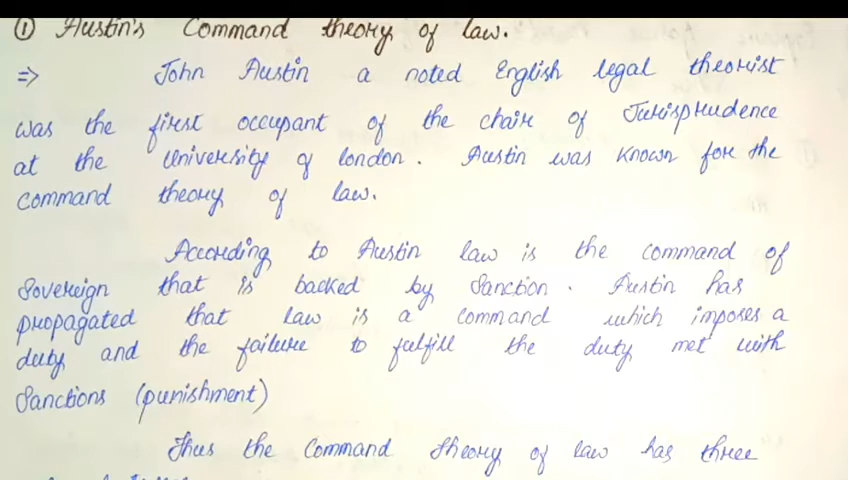 ① Austin's Command theory of law.
⇒ John Austin a noted English legal theorist
was the first occupant of the chair of Jurisprudence
at the University of London. Austin was known for the
command theory of law.
According to Austin law is the command of
Sovereign that is backed by Sanction. Austin has
propagated that law is a command which imposes a
duty and the failure to fulfill the duty met with
Sanctions (punishment)
Thus the Command theory of law has three